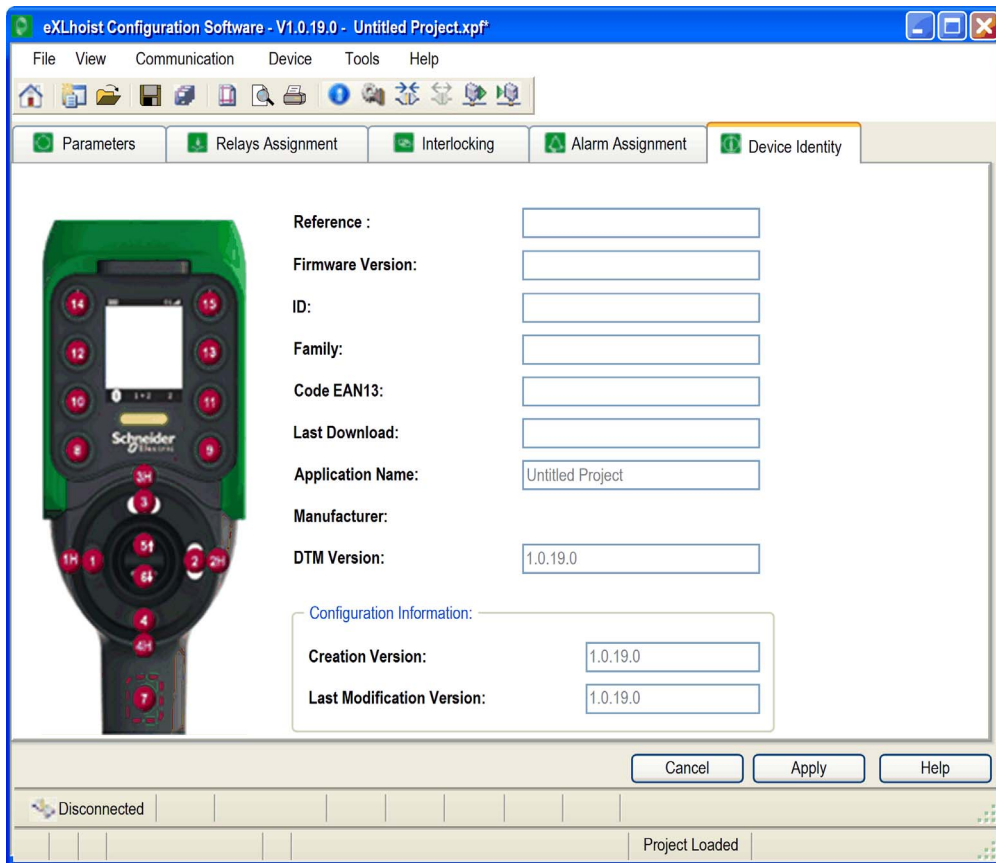 eXLhoist Configuration Software - V1.0.19.0 - Untitled Project.xpf*
File View Communication Device Tools Help
Parameters Relays Assignment Interlocking Alarm Assignment Device Identity
Reference :
Firmware Version:
ID:
Family:
Code EAN13:
Last Download:
Application Name: Untitled Project
Manufacturer:
DTM Version: 1.0.19.0
Configuration Information:
Creation Version: 1.0.19.0
Last Modification Version: 1.0.19.0
14 15
12 13
10 11
1+2 2
Schneider
Electric
8 9
3H
3
5↑
1H 1 2 2H
6↓
4
4H
7
Cancel Apply Help
Disconnected
Project Loaded